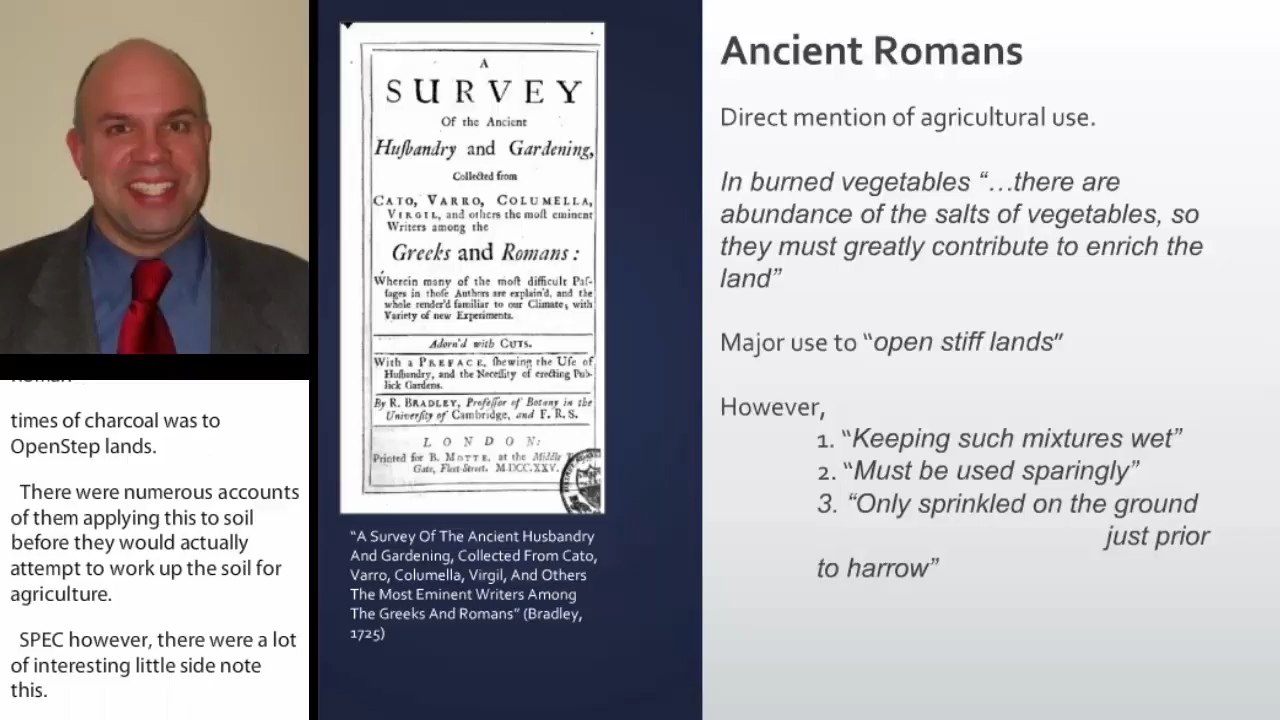 times of charcoal was to
OpenStep lands.
There were numerous accounts
of them applying this to soil
before they would actually
attempt to work up the soil for
agriculture.
SPEC however, there were a lot
of interesting little side note
this.
A
SURVEY
Of the Ancient
Huſbandry and Gardening,
Collected from
CATO, VARRO, COLUMELLA,
VIRGIL, and others the moſt eminent
Writers among the
Greeks and Romans:
Wherein many of the moſt difficult Paſ-
ſages in thoſe Authors are explain'd, and the
whole render'd familiar to our Climate; with
Variety of new Experiments.
Adorn'd with CUTS.
With a PREFACE, ſhewing the Uſe of
Huſbandry, and the Neceſſity of erecting Pub-
lick Gardens.
By R. BRADLEY, Profeſſor of Botany in the
Univerſity of Cambridge, and F. R. S.
LONDON:
Printed for B. MOTTE, at the Middle
Gate, Fleet-Street. M.DCC.XXV.
"A Survey Of The Ancient Husbandry
And Gardening, Collected From Cato,
Varro, Columella, Virgil, And Others
The Most Eminent Writers Among
The Greeks And Romans" (Bradley,
1725)
Ancient Romans
Direct mention of agricultural use.
In burned vegetables “…there are
abundance of the salts of vegetables, so
they must greatly contribute to enrich the
land”
Major use to “open stiff lands”
However,
1. “Keeping such mixtures wet”
2. “Must be used sparingly”
3. “Only sprinkled on the ground
just prior
to harrow”